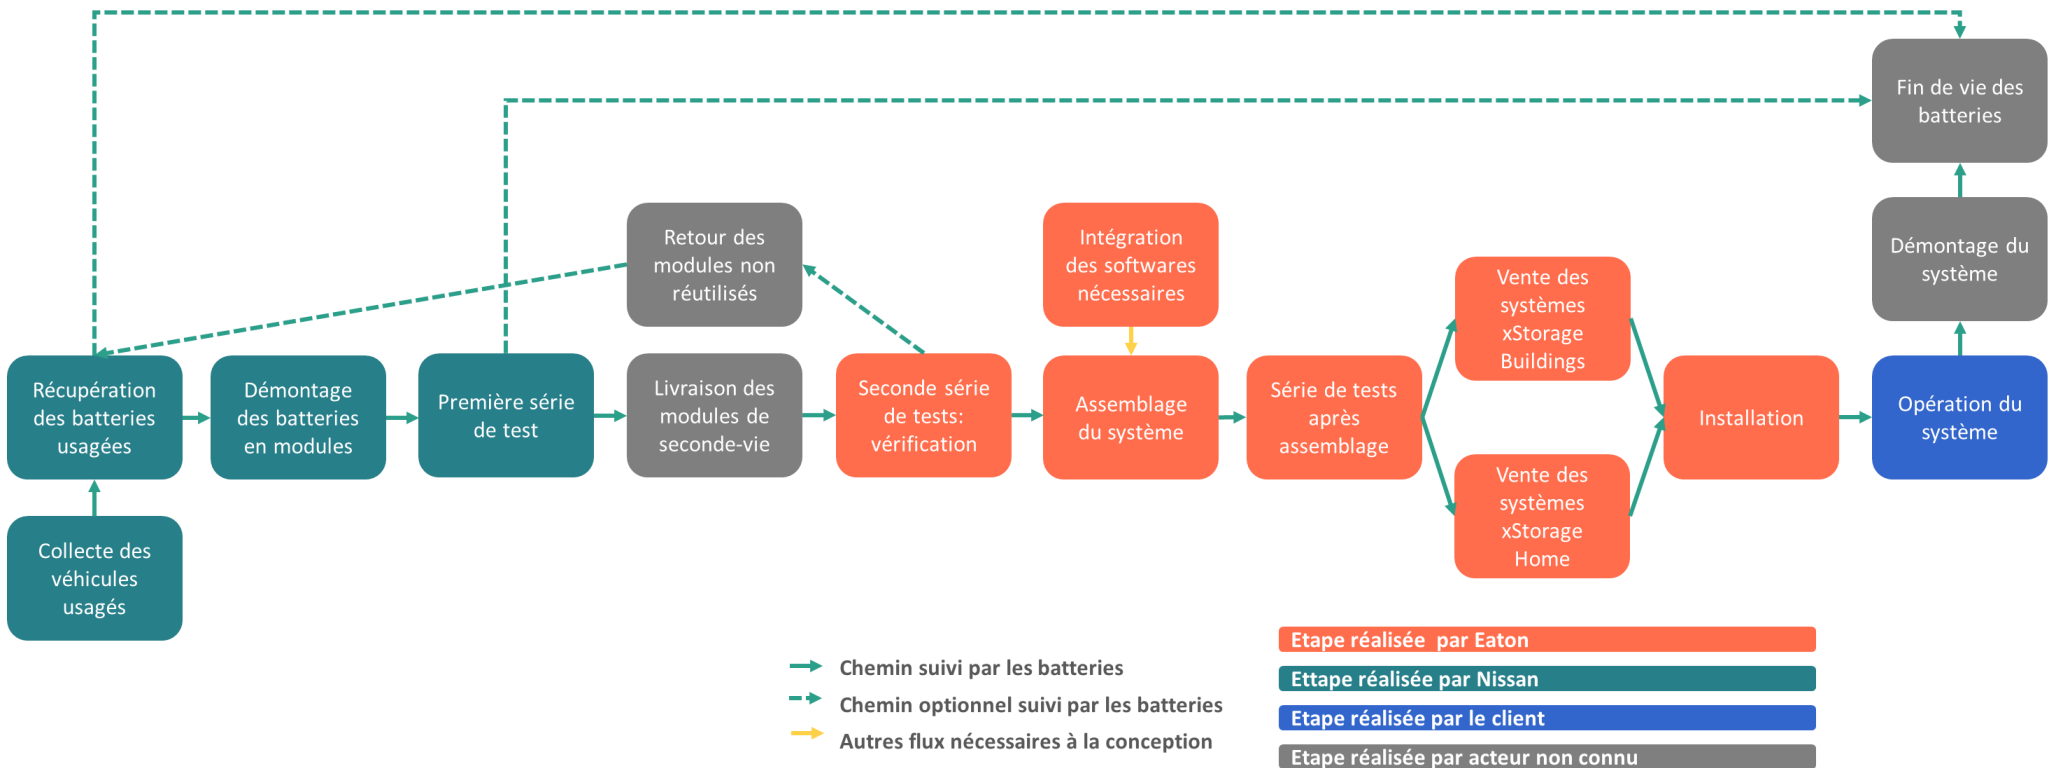 Fin de vie des
batteries
Retour des
modules non
réutilisés
Intégration
des softwares
nécessaires
Vente des
systèmes
xStorage
Buildings
Démontage du
système
Récupération
des batteries
usagées
Démontage
des batteries
en modules
Première série
de test
Livraison des
modules de
seconde-vie
Seconde série
de tests:
vérification
Assemblage
du système
Série de tests
après
assemblage
Vente des
systèmes
xStorage
Home
Installation
Opération du
système
Collecte des
véhicules
usagés
Chemin suivi par les batteries
Chemin optionnel suivi par les batteries
Autres flux nécessaires à la conception
Etape réalisée  par Eaton
Ettape réalisée par Nissan
Etape réalisée par le client
Etape réalisée par acteur non connu